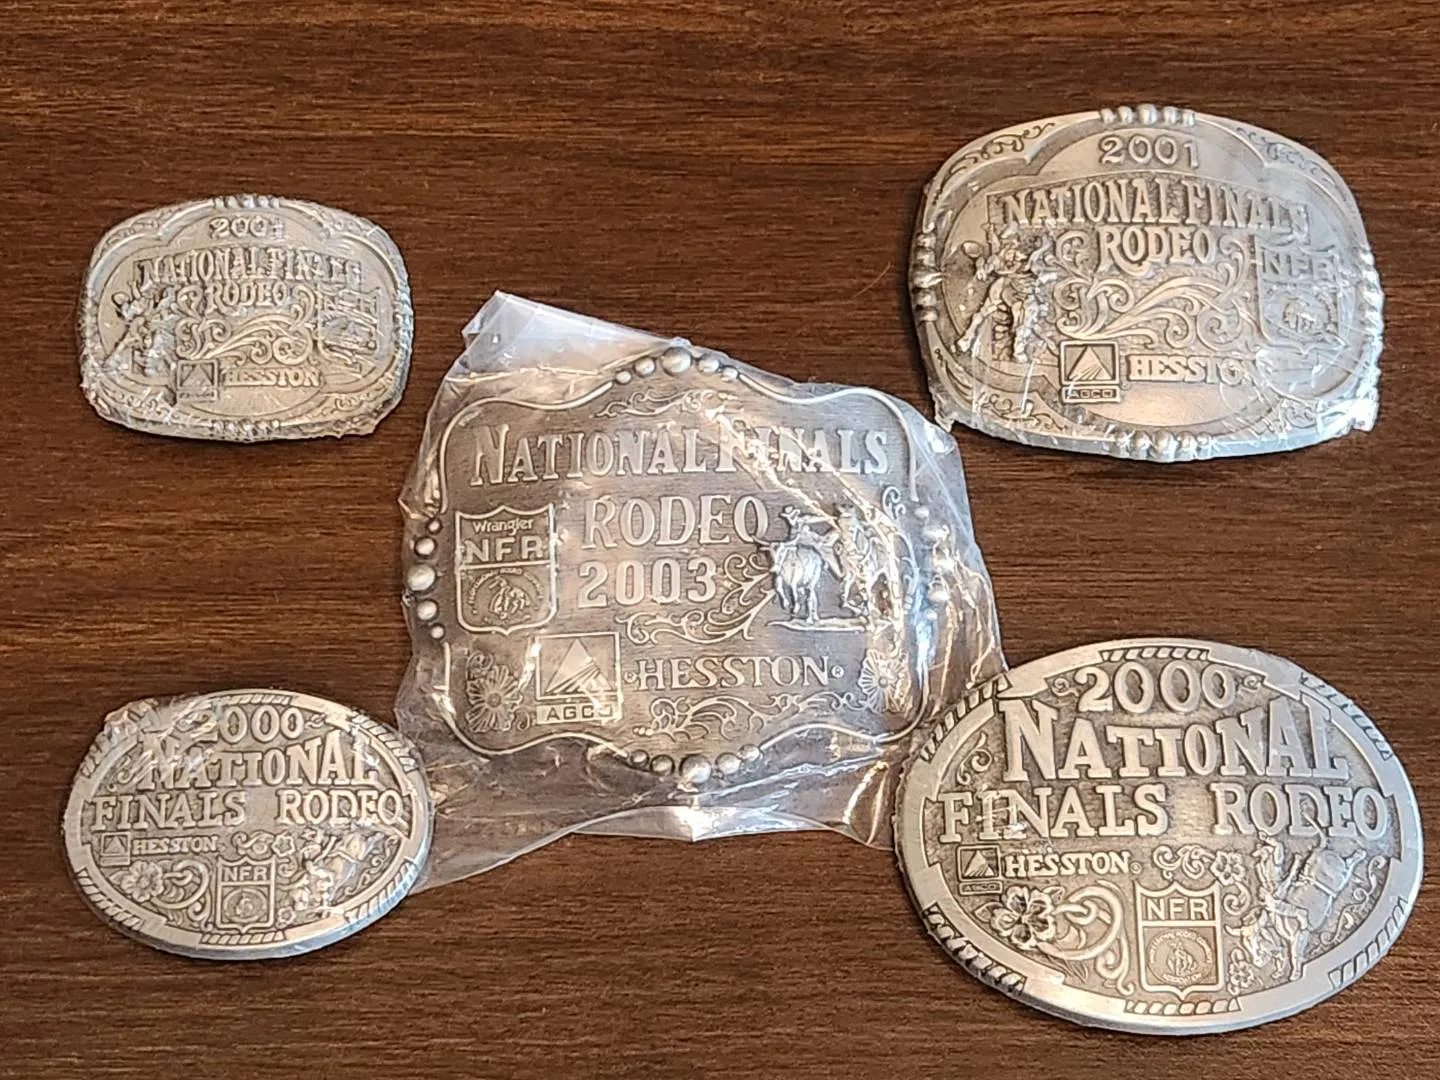 2001
NATIONAL FINALS
RODEO
HESSTON
2001
NATIONAL FINALS
RODEO
NFR
HESSTON
AGCO
NATIONAL FINALS
RODEO
2003
Wrangler
NFR
HESSTON®
AGCO
2000
NATIONAL
FINALS RODEO
HESSTON
NFR
2000
NATIONAL
FINALS RODEO
HESSTON®
AGCO
NFR